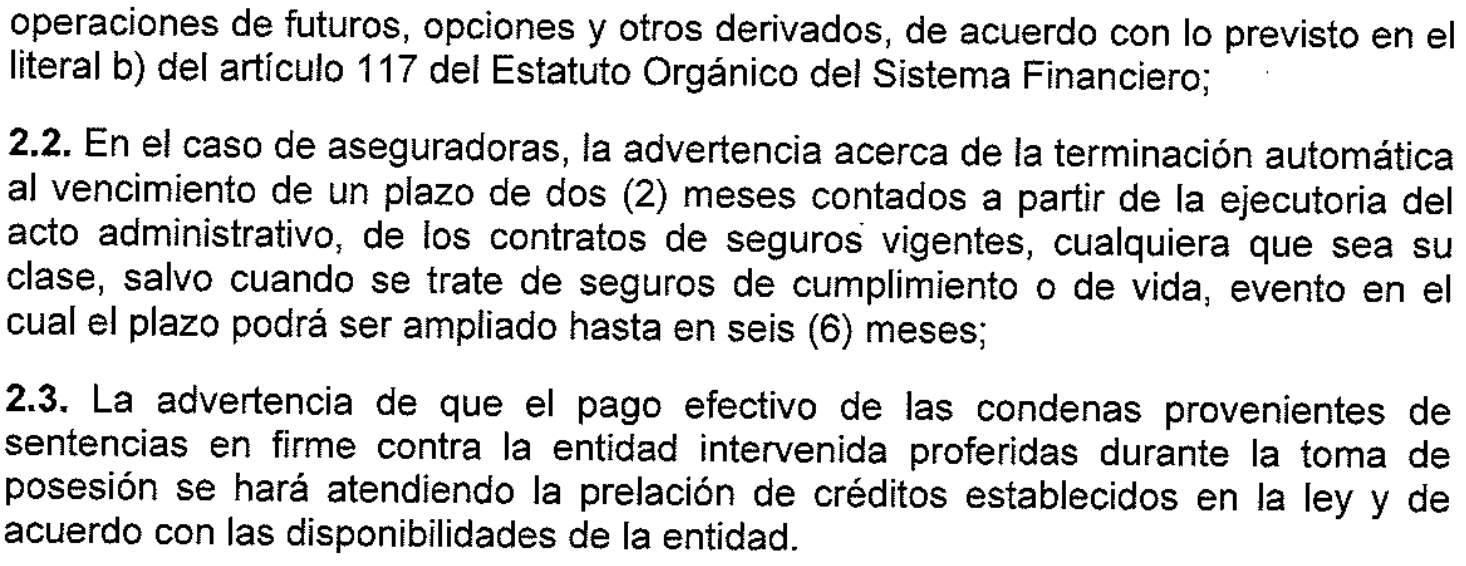 operaciones de futuros, opciones y otros derivados, de acuerdo con lo previsto en el
literal b) del artículo 117 del Estatuto Orgánico del Sistema Financiero;
2.2. En el caso de aseguradoras, la advertencia acerca de la terminación automática
al vencimiento de un plazo de dos (2) meses contados a partir de la ejecutoria del
acto administrativo, de los contratos de seguros vigentes, cualquiera que sea su
clase, salvo cuando se trate de seguros de cumplimiento o de vida, evento en el
cual el plazo podrá ser ampliado hasta en seis (6) meses;
2.3. La advertencia de que el pago efectivo de las condenas provenientes de
sentencias en firme contra la entidad intervenida proferidas durante la toma de
posesión se hará atendiendo la prelación de créditos establecidos en la ley y de
acuerdo con las disponibilidades de la entidad.